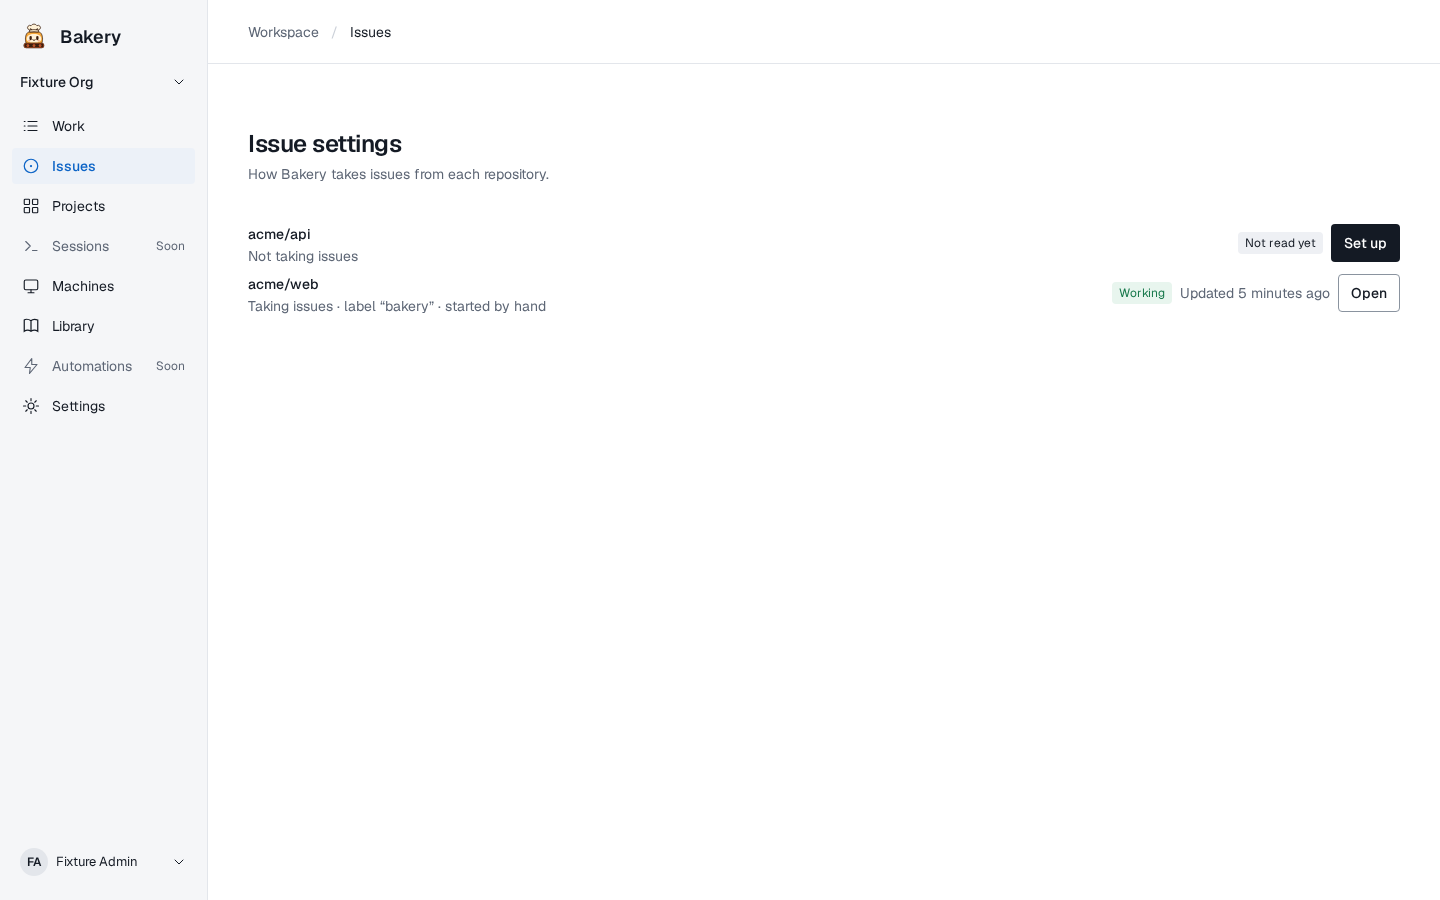 Bakery
Fixture Org
Work
Issues
Projects
Sessions Soon
Machines
Library
Automations Soon
Settings
FA Fixture Admin
Workspace / Issues
Issue settings
How Bakery takes issues from each repository.
acme/api
Not taking issues
Not read yet Set up
acme/web
Taking issues · label “bakery” · started by hand
Working Updated 5 minutes ago Open